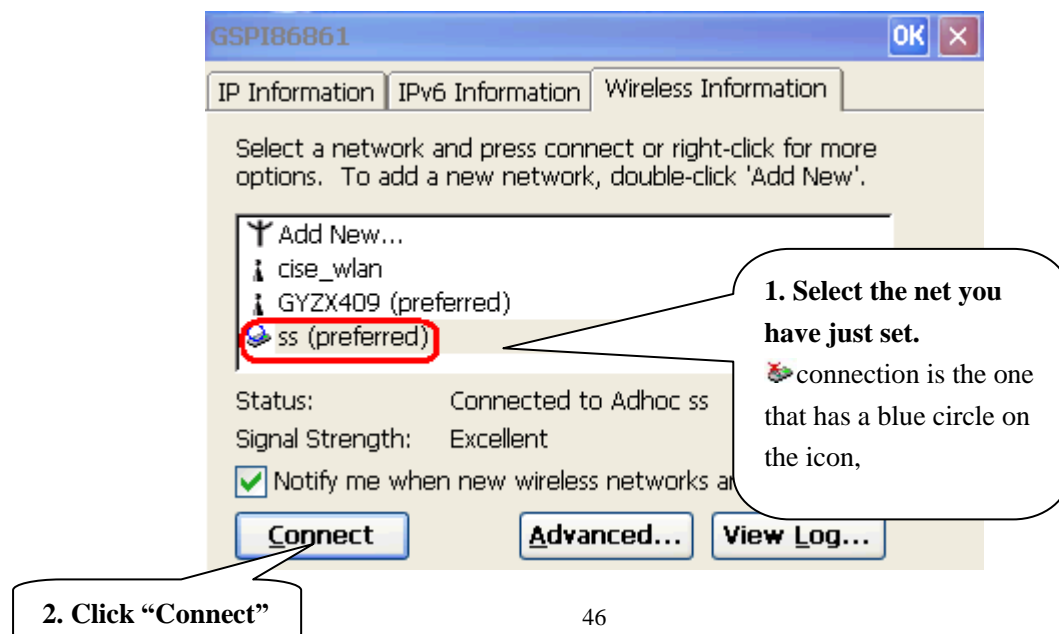 GSPI86861
OK
IP Information IPv6 Information Wireless Information
Select a network and press connect or right-click for more
options. To add a new network, double-click 'Add New'.
Add New...
cise_wlan
GYZX409 (preferred)
ss (preferred)
1. Select the net you
have just set.
connection is the one
that has a blue circle on
the icon,
Status: Connected to Adhoc ss
Signal Strength: Excellent
Notify me when new wireless networks
Connect Advanced... View Log...
2. Click “Connect”
46